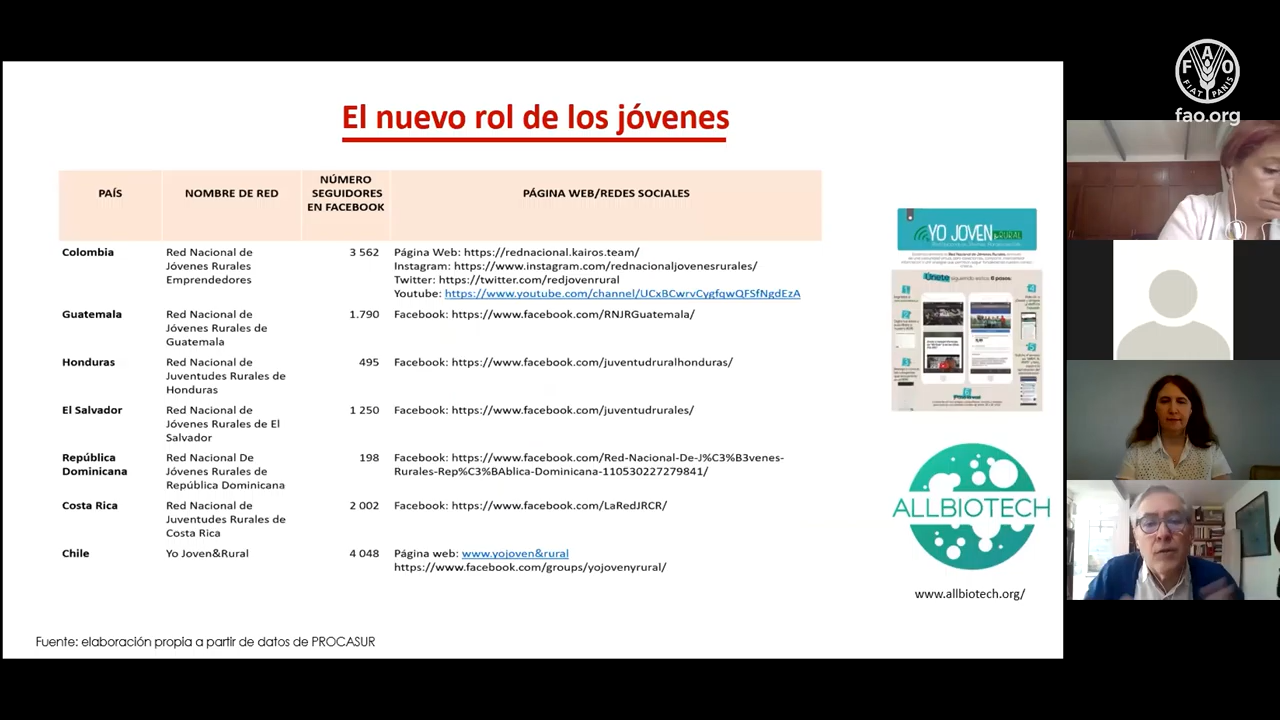 FAO
FIAT PANIS
fao.org
El nuevo rol de los jóvenes
PAÍS
NOMBRE DE RED
NÚMERO
SEGUIDORES
EN FACEBOOK
PÁGINA WEB/REDES SOCIALES
Colombia
Red Nacional de
Jóvenes Rurales
Emprendedores
3 562
Página Web: https://rednacional.kairos.team/
Instagram: https://www.instagram.com/rednacionaljovenesrurales/
Twitter: https://twitter.com/redjovenrural
Youtube: https://www.youtube.com/channel/UCxBCwrvCygfqwQFSfNgdEzA
Guatemala
Red Nacional de
Jóvenes Rurales de
Guatemala
1.790
Facebook: https://www.facebook.com/RNJRGuatemala/
Honduras
Red Nacional de
Juventudes Rurales de
Honduras
495
Facebook: https://www.facebook.com/juventudruralhonduras/
El Salvador
Red Nacional de
Jóvenes Rurales de El
Salvador
1 250
Facebook: https://www.facebook.com/juventudrurales/
República
Dominicana
Red Nacional De
Jóvenes Rurales de
República Dominicana
198
Facebook: https://www.facebook.com/Red-Nacional-De-J%C3%B3venes-
Rurales-Rep%C3%BAblica-Dominicana-110530227279841/
Costa Rica
Red Nacional de
Juventudes Rurales de
Costa Rica
2 002
Facebook: https://www.facebook.com/LaRedJRCR/
Chile
Yo Joven&Rural
4 048
Página web: www.yojoven&rural
https://www.facebook.com/groups/yojovenyrural/
YO JOVEN &RURAL
Únete siguiendo estos 6 pasos:
ALLBIOTECH
www.allbiotech.org/
Fuente: elaboración propia a partir de datos de PROCASUR